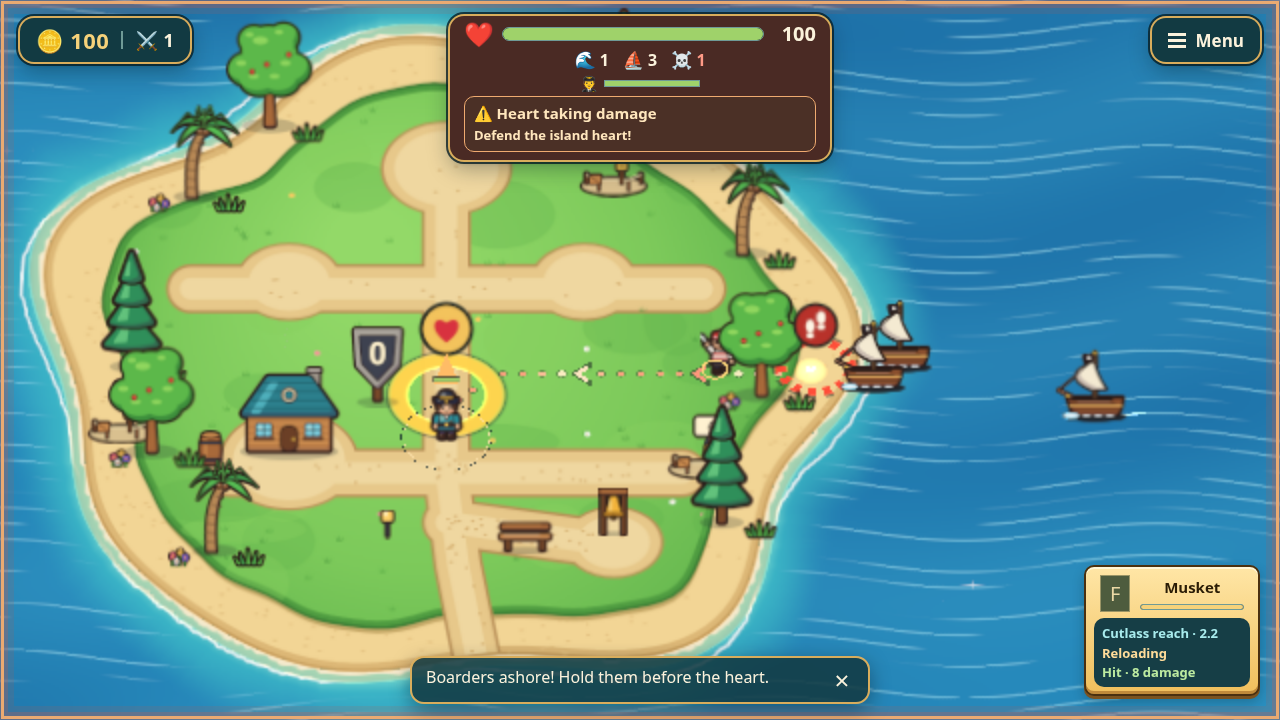 100 | 1
100
1 3 1
Heart taking damage
Defend the island heart!
Menu
0
F
Musket
Cutlass reach · 2.2
Reloading
Hit · 8 damage
Boarders ashore! Hold them before the heart.